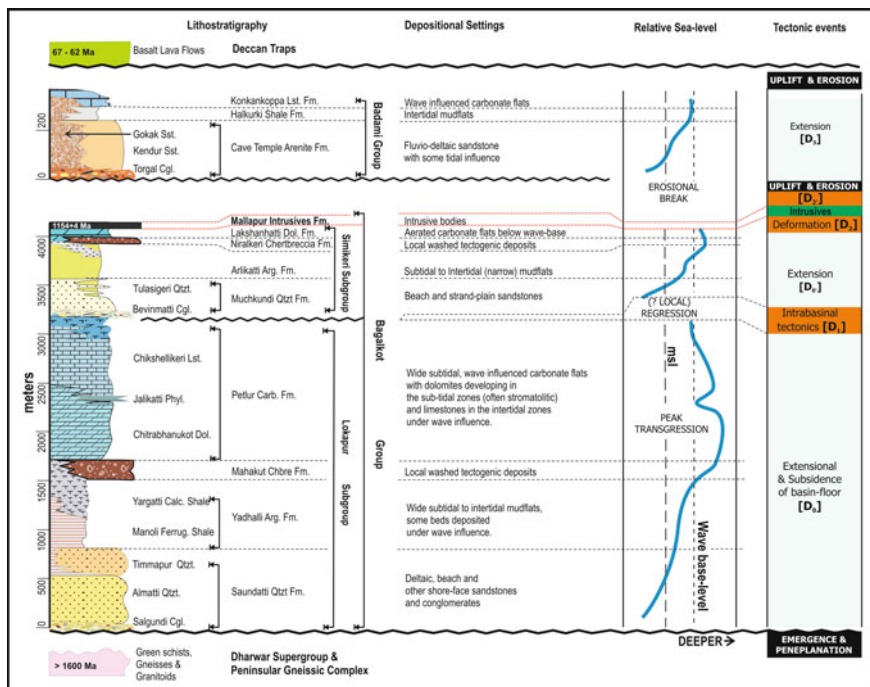 Lithostratigraphy
Depositional Settings
Relative Sea-level
Tectonic events
67 - 62 Ma
Basalt Lava Flows
Deccan Traps
UPLIFT & EROSION
Konkankoppa Lst. Fm.
Wave influenced carbonate flats
Halkurki Shale Fm.
Intertidal mudflats
200
Gokak Sst.
Kendur Sst.
Torgal Cgl.
Cave Temple Arenite Fm.
Badami Group
Fluvio-deltaic sandstone
with some tidal influence
Extension
[D₃]
0
EROSIONAL
BREAK
UPLIFT & EROSION
Intrusives
Deformation [D₂]
1154+4 Ma
Mallapur Intrusives Fm.
Intrusive bodies
Lakshanhatti Dol. Fm.
Aerated carbonate flats below wave-base
Niralkeri Chertbreccia Fm.
Local washed tectogenic deposits
4000
Arlikatti Arg. Fm.
Subtidal to Intertidal (narrow) mudflats
Simikeri Subgroup
Extension
Tulasigeri Qtzt.
Bevinmatti Cgl.
Muchkundi Qtzt Fm.
Beach and strand-plain sandstones
3500
(? LOCAL)
REGRESSION
Intrabasinal
tectonics [D₁]
3000
Chikshellikeri Lst.
Jalikatti Phyl.
Chitrabhanukot Dol.
Petlur Carb. Fm.
Bagalkot
Group
Wide subtidal, wave influenced carbonate flats
with dolomites developing in
the sub-tidal zones (often stromatolitic)
and limestones in the intertidal zones
under wave influence.
msl
2500
meters
PEAK
TRANSGRESSION
2000
Lokapur
Subgroup
Mahakut Chbre Fm.
Local washed tectogenic deposits
Extensional
& Subsidence
of basin-floor
[D₀]
1500
Yargatti Calc. Shale
Manoli Ferrug. Shale
Yadhalli Arg. Fm.
Wide subtidal to intertidal mudflats,
some beds deposited
under wave influence.
1000
Wave base-level
Timmapur Qtzt.
Almatti Qtzt.
Salgundi Cgl.
Saundatti Qtzt Fm.
Deltaic, beach and
other shore-face sandstones
and conglomerates
500
0
DEEPER
EMERGENCE &
PENEPLANATION
> 1600 Ma
Green schists,
Gneisses &
Granitoids
Dharwar Supergroup &
Peninsular Gneissic Complex